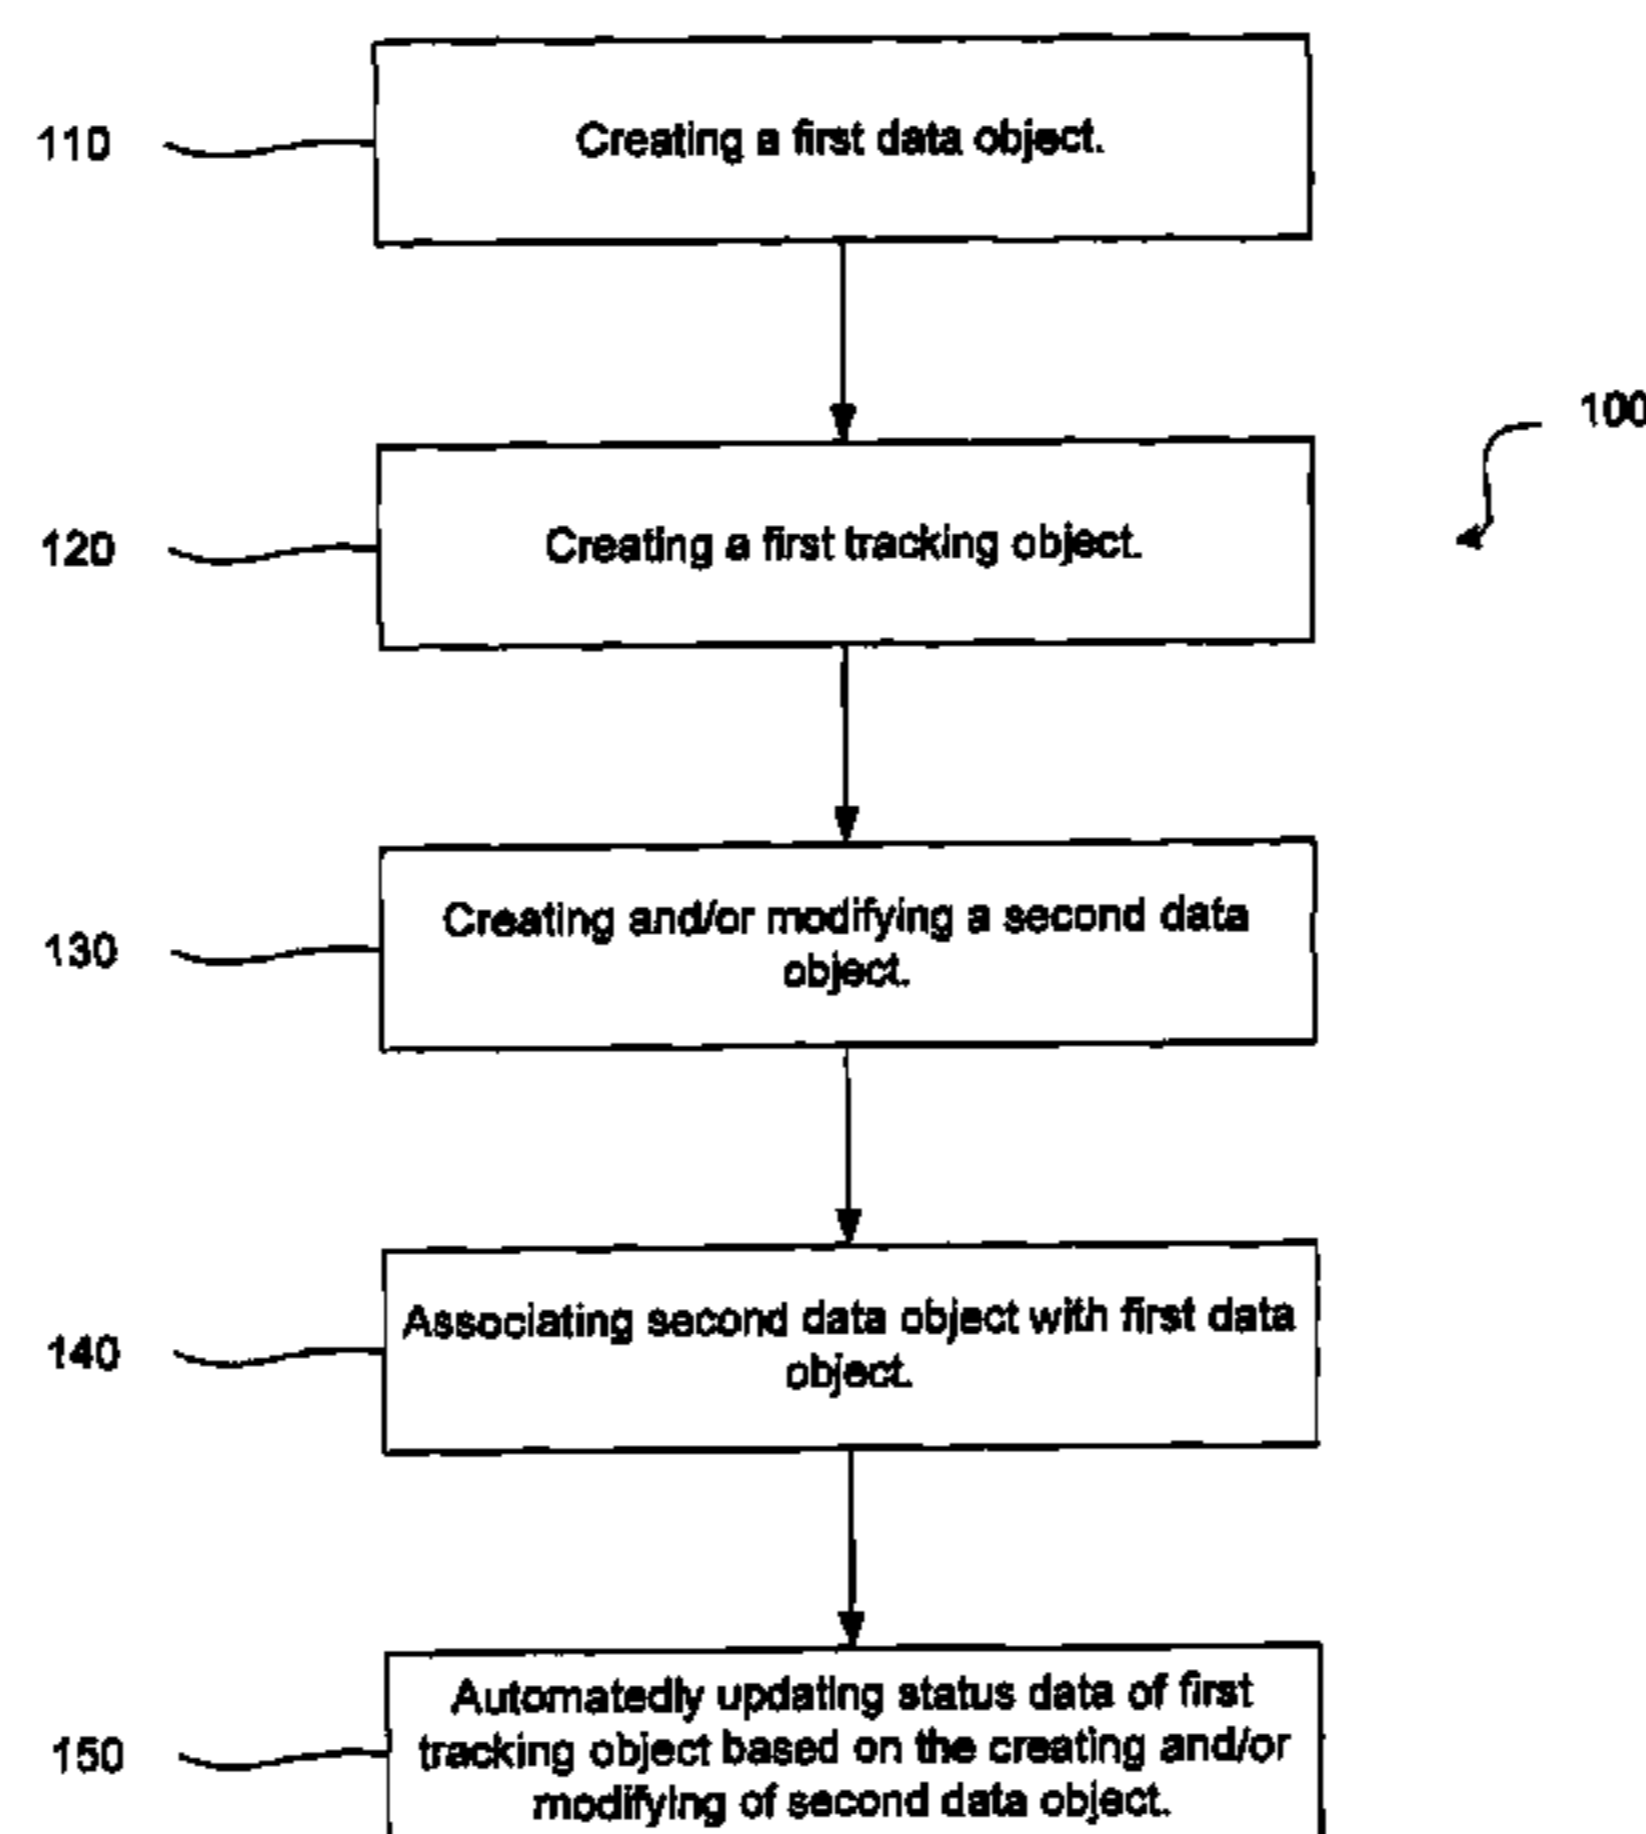 110
Creating a first data object.
100
120
Creating a first tracking object.
130
Creating and/or modifying a second data
object.
140
Associating second data object with first data
object.
150
Automatedly updating status data of first
tracking object based on the creating and/or
modifying of second data object.